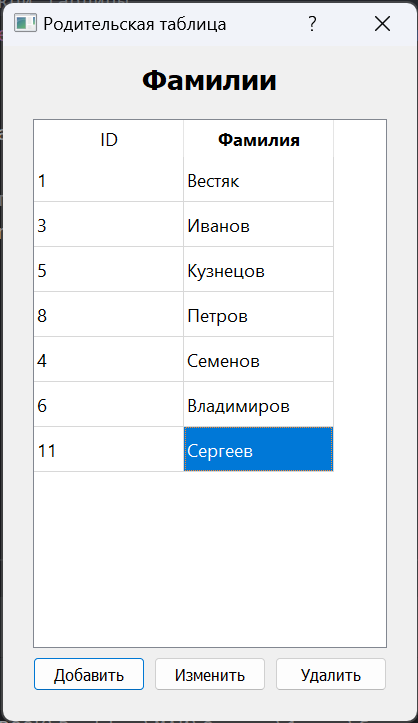 Родительская таблица ?
Фамилии
ID Фамилия
1 Вестяк
3 Иванов
5 Кузнецов
8 Петров
4 Семенов
6 Владимиров
11 Сергеев
Добавить Изменить Удалить